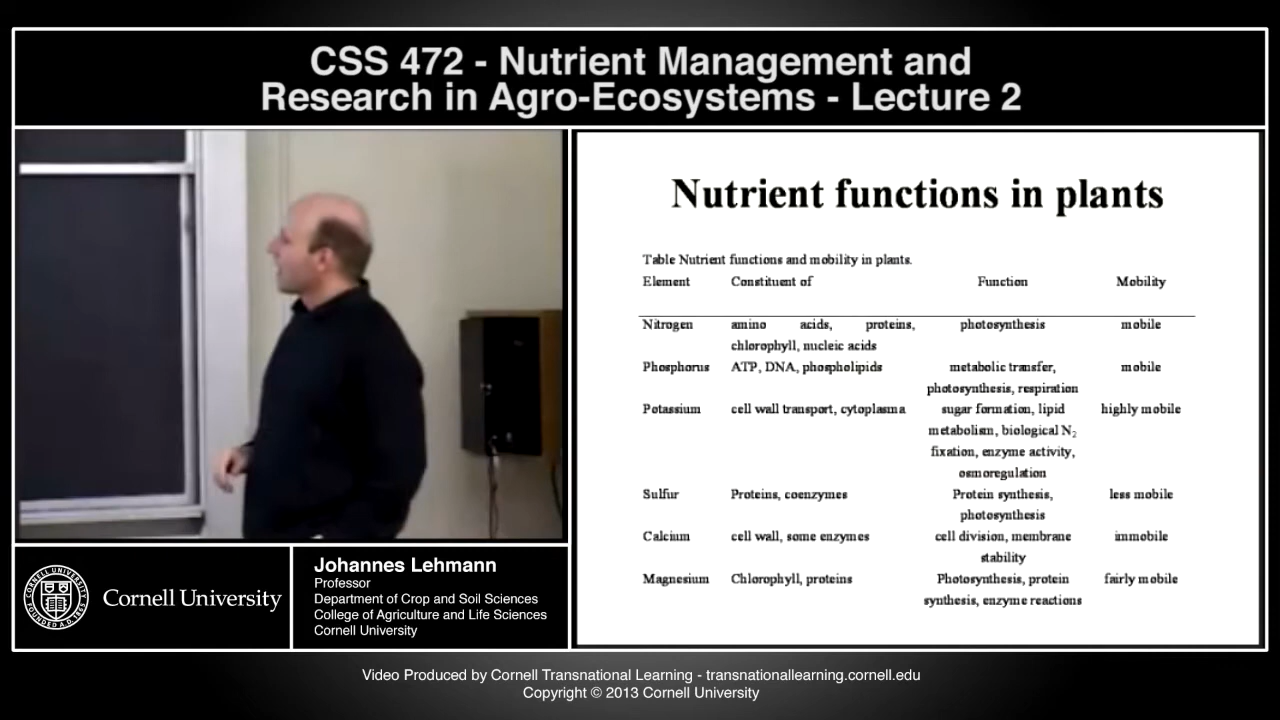 CSS 472 - Nutrient Management and
Research in Agro-Ecosystems - Lecture 2
Nutrient functions in plants
Table Nutrient functions and mobility in plants.
Element Constituent of Function Mobility
Nitrogen amino acids, proteins, photosynthesis mobile
chlorophyll, nucleic acids
Phosphorus ATP, DNA, phospholipids metabolic transfer, mobile
photosynthesis, respiration
Potassium cell wall transport, cytoplasma sugar formation, lipid highly mobile
metabolism, biological N₂
fixation, enzyme activity,
osmoregulation
Sulfur Proteins, coenzymes Protein synthesis, less mobile
photosynthesis
Calcium cell wall, some enzymes cell division, membrane immobile
stability
Magnesium Chlorophyll, proteins Photosynthesis, protein fairly mobile
synthesis, enzyme reactions
Cornell University
Johannes Lehmann
Professor
Department of Crop and Soil Sciences
College of Agriculture and Life Sciences
Cornell University
Video Produced by Cornell Transnational Learning - transnationallearning.cornell.edu
Copyright © 2013 Cornell University